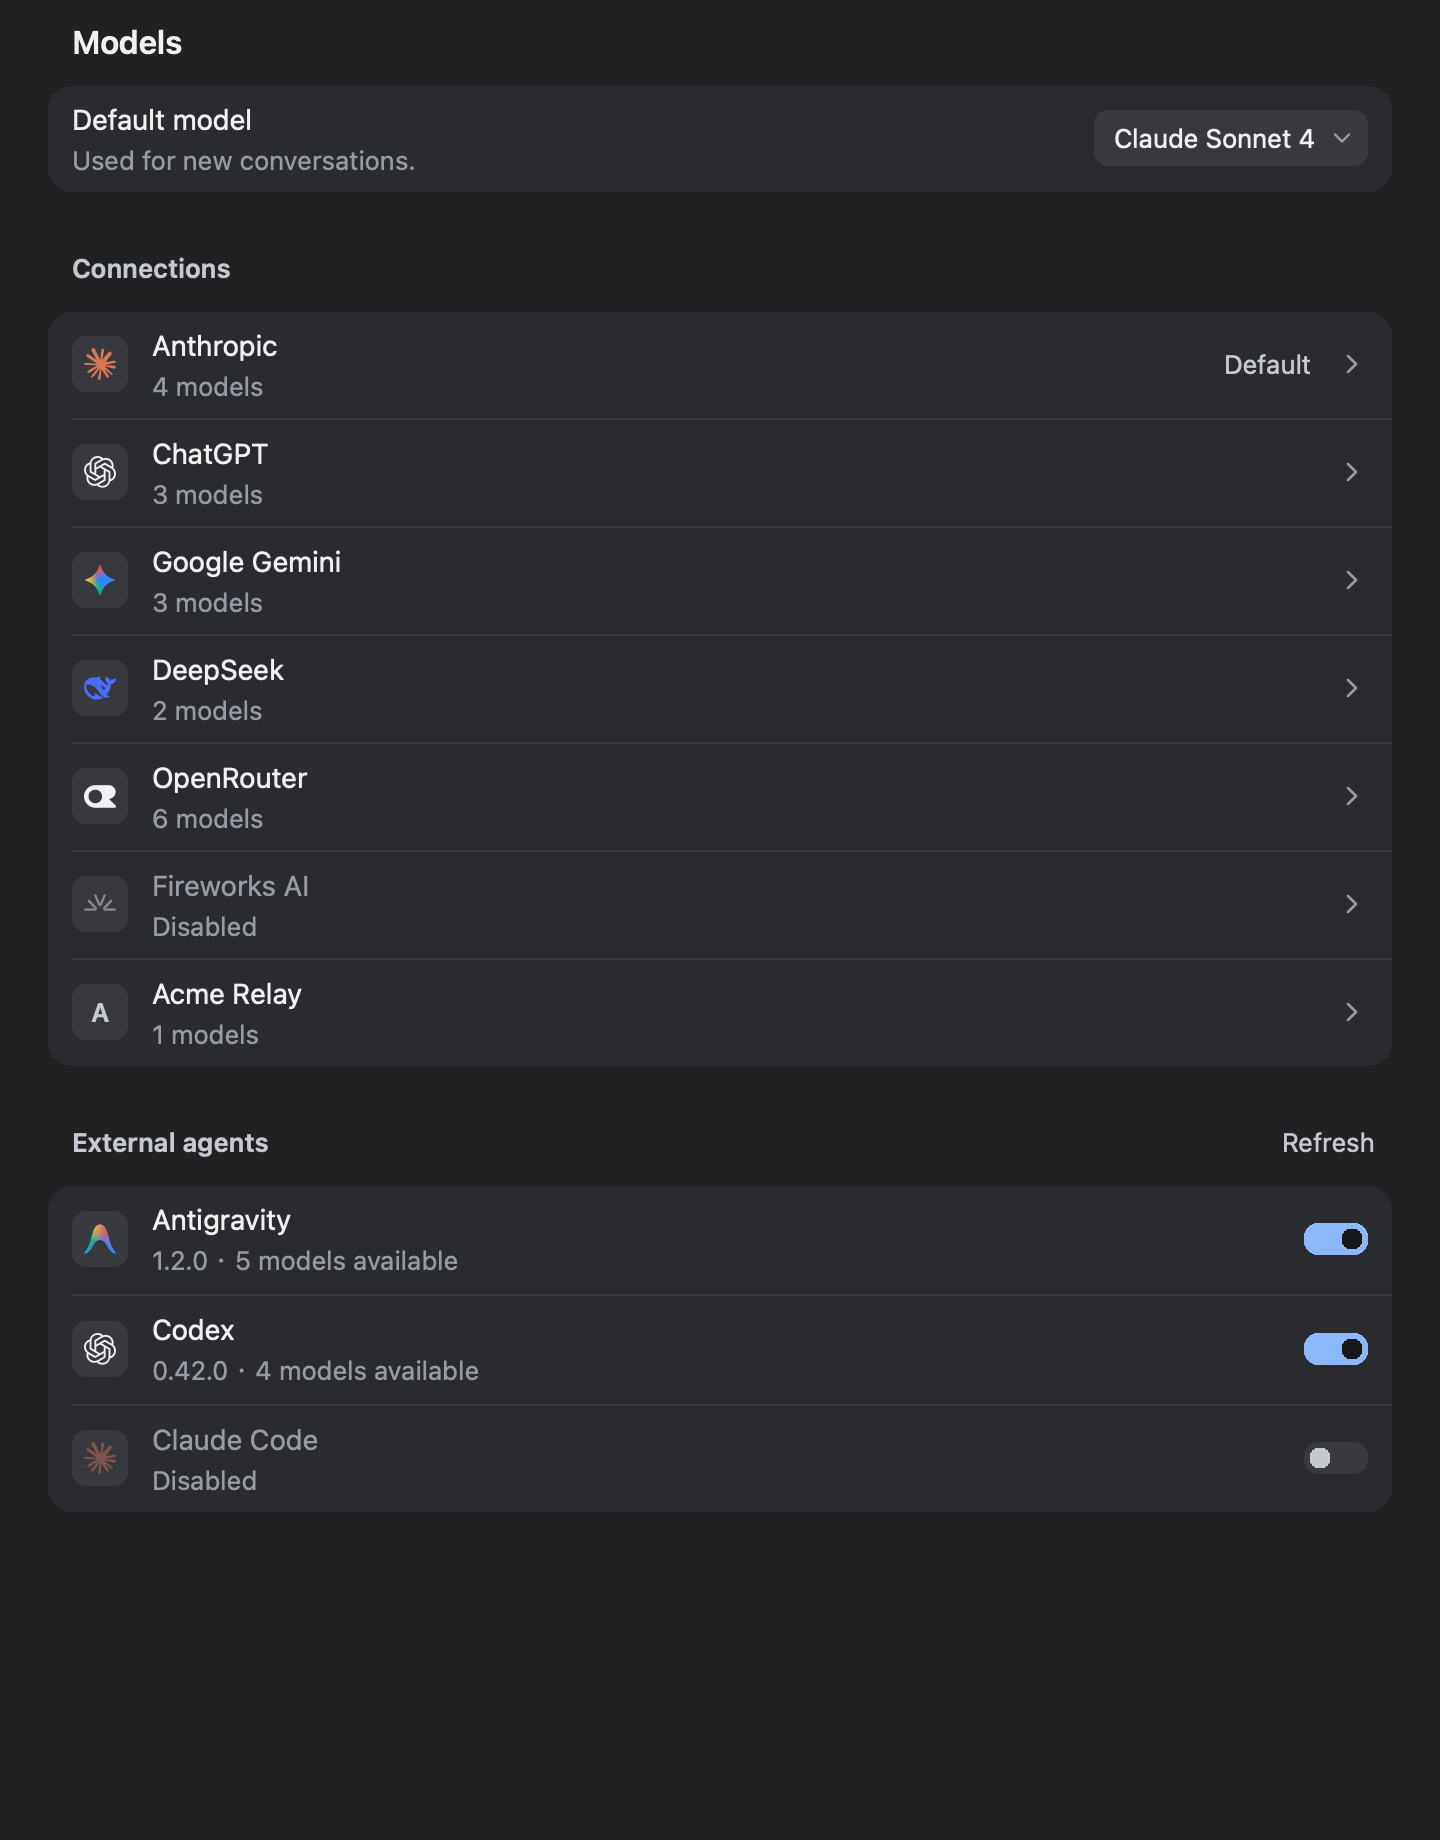 Models
Default model
Used for new conversations.
Claude Sonnet 4
Connections
Anthropic
4 models
Default
ChatGPT
3 models
Google Gemini
3 models
DeepSeek
2 models
OpenRouter
6 models
Fireworks AI
Disabled
A
Acme Relay
1 models
External agents
Refresh
Antigravity
1.2.0 · 5 models available
Codex
0.42.0 · 4 models available
Claude Code
Disabled